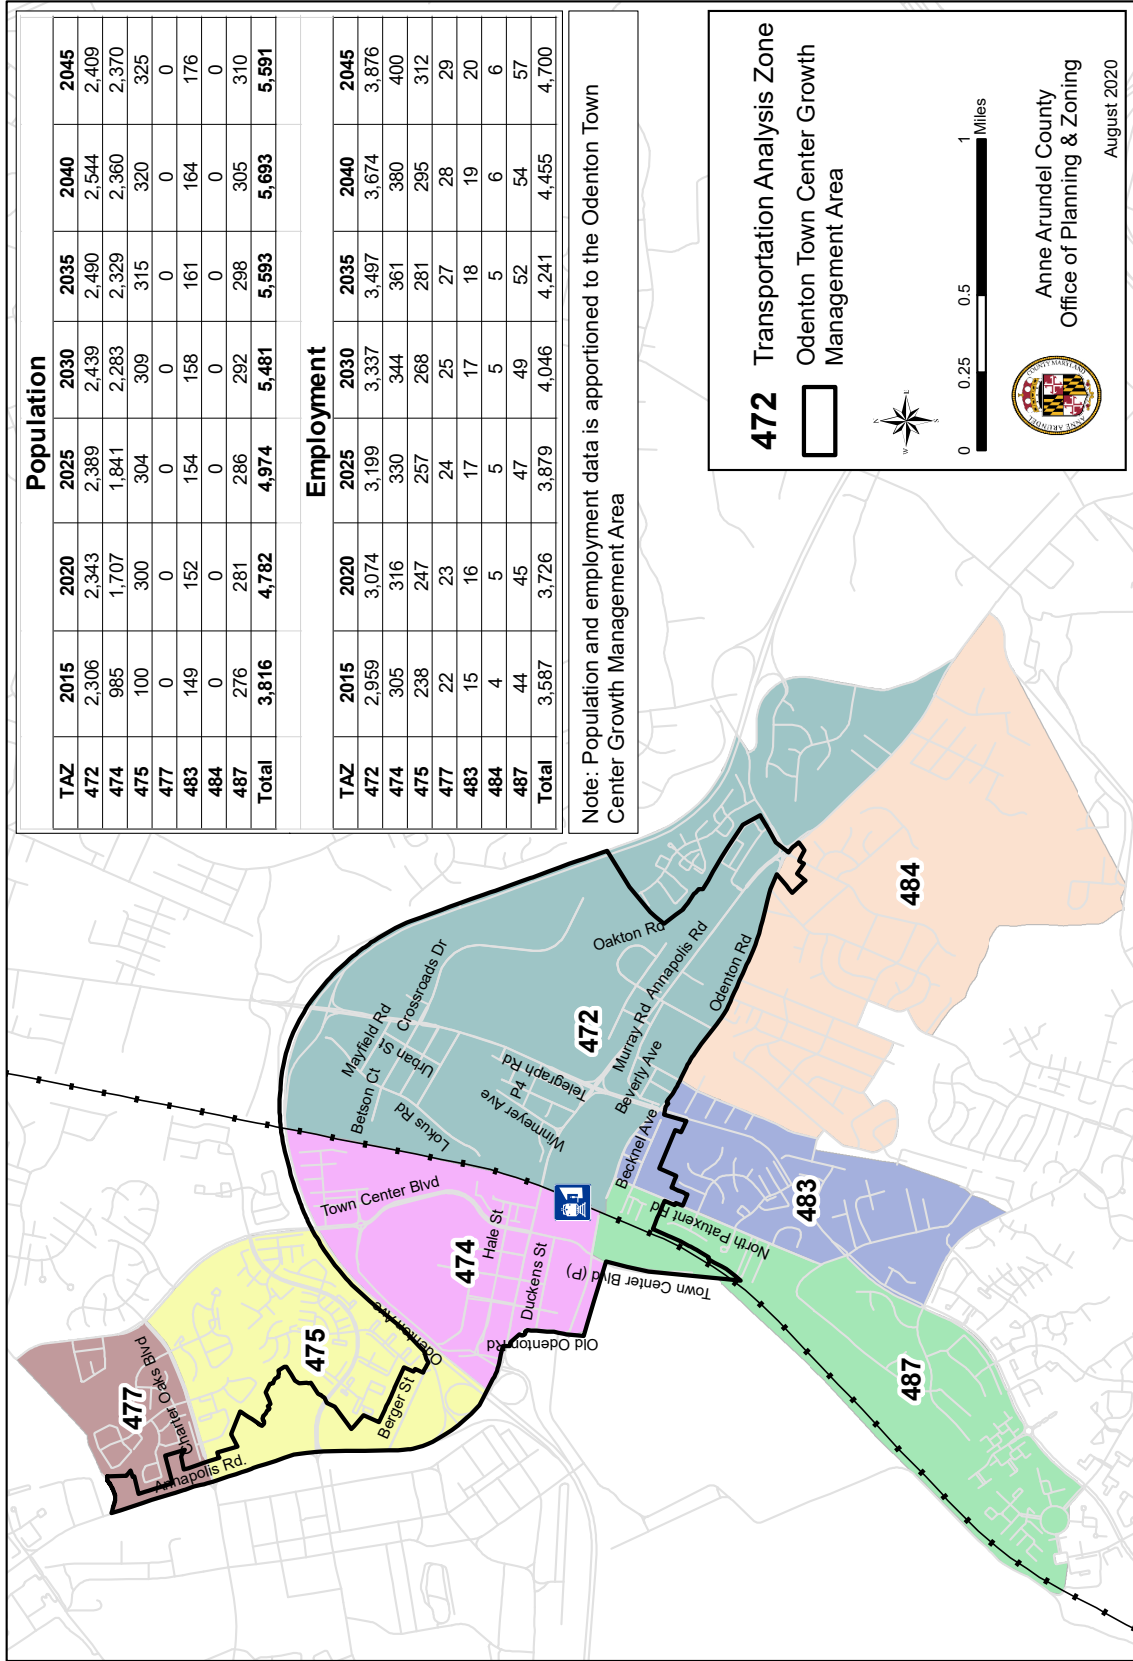 Population
TAZ 2015 2020 2025 2030 2035 2040 2045
472 2,306 2,343 2,389 2,439 2,490 2,544 2,409
474 985 1,707 1,841 2,283 2,329 2,360 2,370
475 100 300 304 309 315 320 325
477 0 0 0 0 0 0 0
483 149 152 154 158 161 164 176
484 0 0 0 0 0 0 0
487 276 281 286 292 298 305 310
Total 3,816 4,782 4,974 5,481 5,593 5,693 5,591
Employment
TAZ 2015 2020 2025 2030 2035 2040 2045
472 2,959 3,074 3,199 3,337 3,497 3,674 3,876
474 305 316 330 344 361 380 400
475 238 247 257 268 281 295 312
477 22 23 24 25 27 28 29
483 15 16 17 17 18 19 20
484 4 5 5 5 5 6 6
487 44 45 47 49 52 54 57
Total 3,587 3,726 3,879 4,046 4,241 4,455 4,700
Note: Population and employment data is apportioned to the Odenton Town
Center Growth Management Area
477
Charter Oaks Blvd
Annapolis Rd.
475
Berger St
Odenton Ave
Town Center Blvd
474
Hale St
Duckens St
Old Odenton Rd
Town Center Blvd (P)
Betson Ct
Mayfield Rd
Urban St
Crossroads Dr
Lokus Rd
Winmeyer Ave
P4
Telegraph Rd
472
Oakton Rd
Murray Rd
Annapolis Rd
Beverly Ave
Becknel Ave
Odenton Rd
North Patuxent Rd
483
484
487
472 Transportation Analysis Zone
Odenton Town Center Growth
Management Area
N
W
S
0 0.25 0.5 1
Miles
ANNE ARUNDEL
COUNTY MARYLAND
Anne Arundel County
Office of Planning & Zoning
August 2020